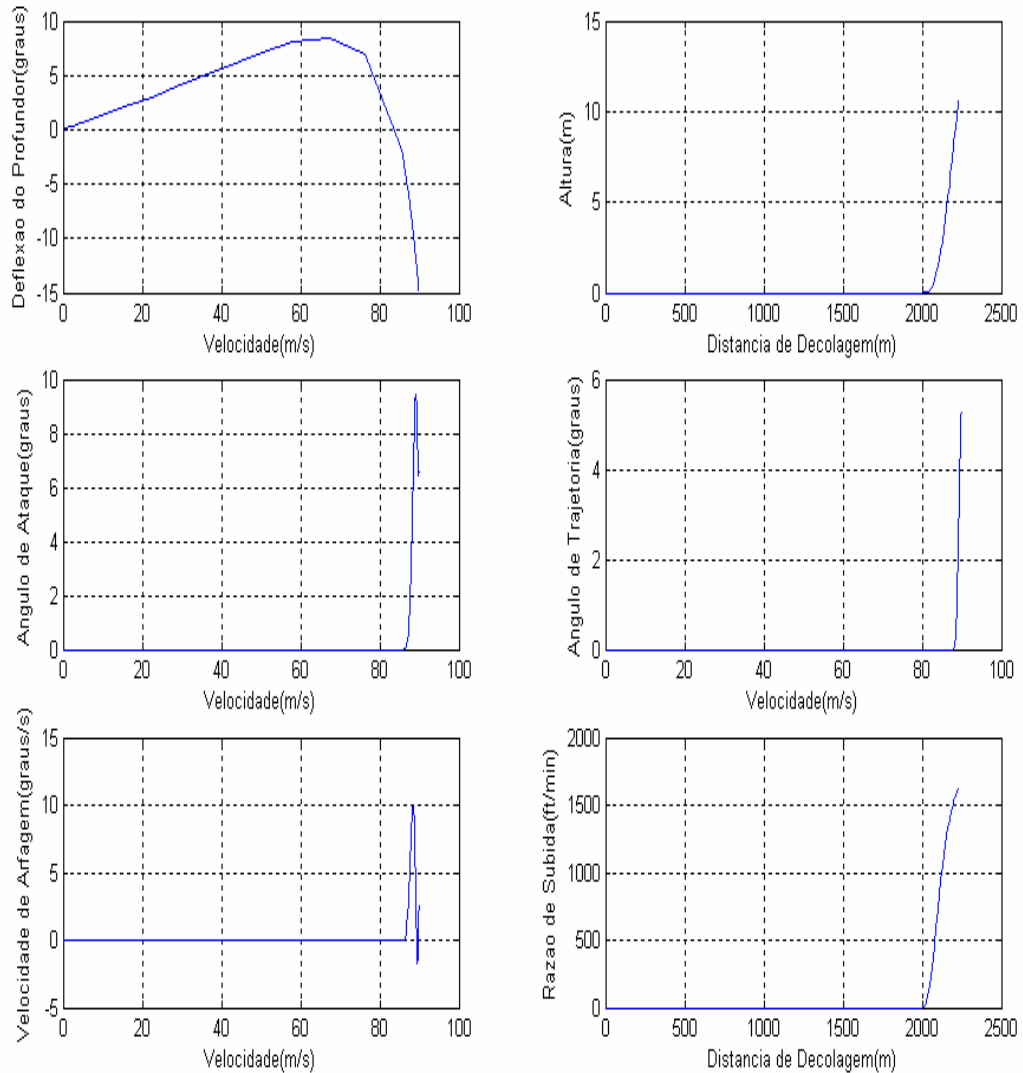 Deflexao do Profundor(graus)
10
5
0
-5
-10
-15
0 20 40 60 80 100
Velocidade(m/s)
Altura(m)
15
10
5
0
0 500 1000 1500 2000 2500
Distancia de Decolagem(m)
Angulo de Ataque(graus)
10
8
6
4
2
0
0 20 40 60 80 100
Velocidade(m/s)
Angulo de Trajetoria(graus)
6
4
2
0
0 20 40 60 80 100
Velocidade(m/s)
Velocidade de Arfagem(graus/s)
15
10
5
0
-5
0 20 40 60 80 100
Velocidade(m/s)
Razao de Subida(ft/min)
2000
1500
1000
500
0
0 500 1000 1500 2000 2500
Distancia de Decolagem(m)